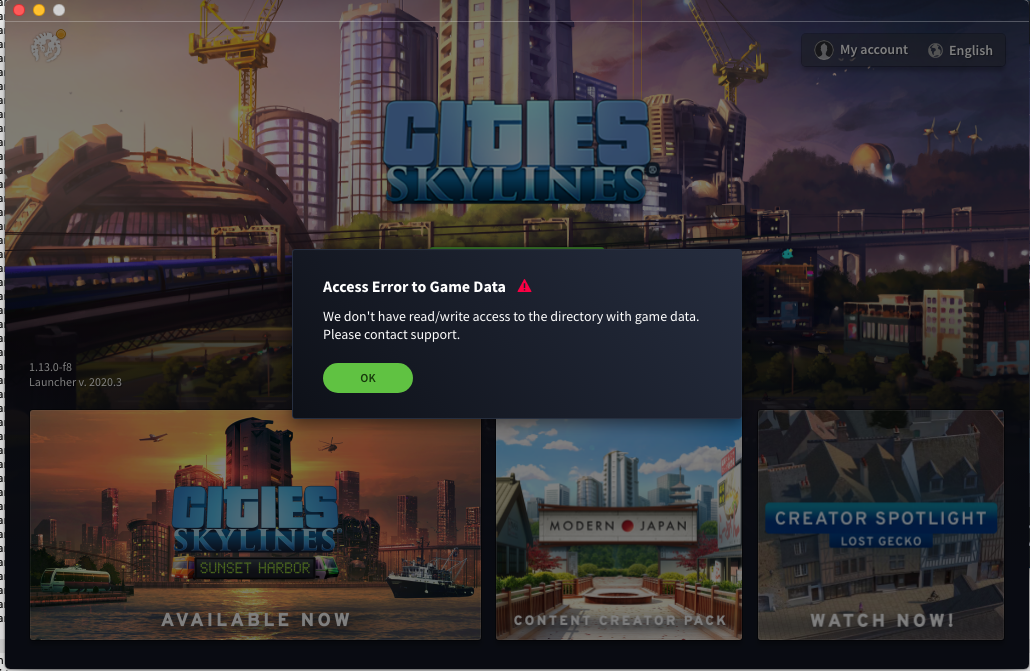 My account
English
CITIES
SKYLINES®
Access Error to Game Data
We don't have read/write access to the directory with game data.
Please contact support.
OK
1.13.0-f8
Launcher v. 2020.3
CITIES
SKYLINES
SUNSET HARBOR
AVAILABLE NOW
MODERN JAPAN
CONTENT CREATOR PACK
CREATOR SPOTLIGHT
LOST GECKO
WATCH NOW!